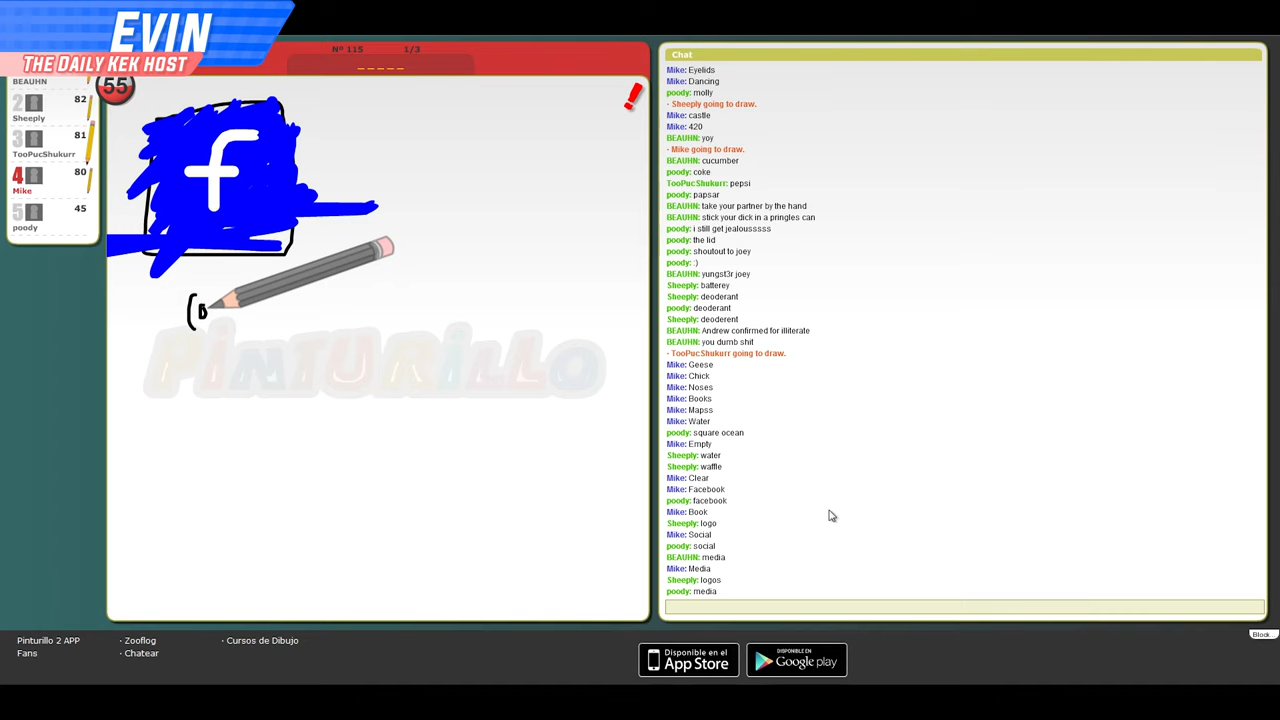 EVIN
THE DAILY KEK HOST
Nº 115 1/3
_ _ _ _ _
55
BEAUHN
2 82
Sheeply
3 81
TooPucShukurr
4 80
Mike
5 45
poody
f
PINTURILLO
Chat
Mike: Eyelids
Mike: Dancing
poody: molly
· Sheeply going to draw.
Mike: castle
Mike: 420
BEAUHN: yoy
· Mike going to draw.
BEAUHN: cucumber
poody: coke
TooPucShukurr: pepsi
poody: papsar
BEAUHN: take your partner by the hand
BEAUHN: stick your dick in a pringles can
poody: i still get jealousssss
poody: the lid
poody: shoutout to joey
poody: :)
BEAUHN: yungst3r joey
Sheeply: batterey
Sheeply: deoderant
poody: deoderant
Sheeply: deoderent
BEAUHN: Andrew confirmed for illiterate
BEAUHN: you dumb shit
· TooPucShukurr going to draw.
Mike: Geese
Mike: Chick
Mike: Noses
Mike: Books
Mike: Mapss
Mike: Water
poody: square ocean
Mike: Empty
Sheeply: water
Sheeply: waffle
Mike: Clear
Mike: Facebook
poody: facebook
Mike: Book
Sheeply: logo
Mike: Social
poody: social
BEAUHN: media
Mike: Media
Sheeply: logos
poody: media
Block...
Pinturillo 2 APP · Zooflog · Cursos de Dibujo
Fans · Chatear
Disponible en el
App Store
DISPONIBLE EN
Google play